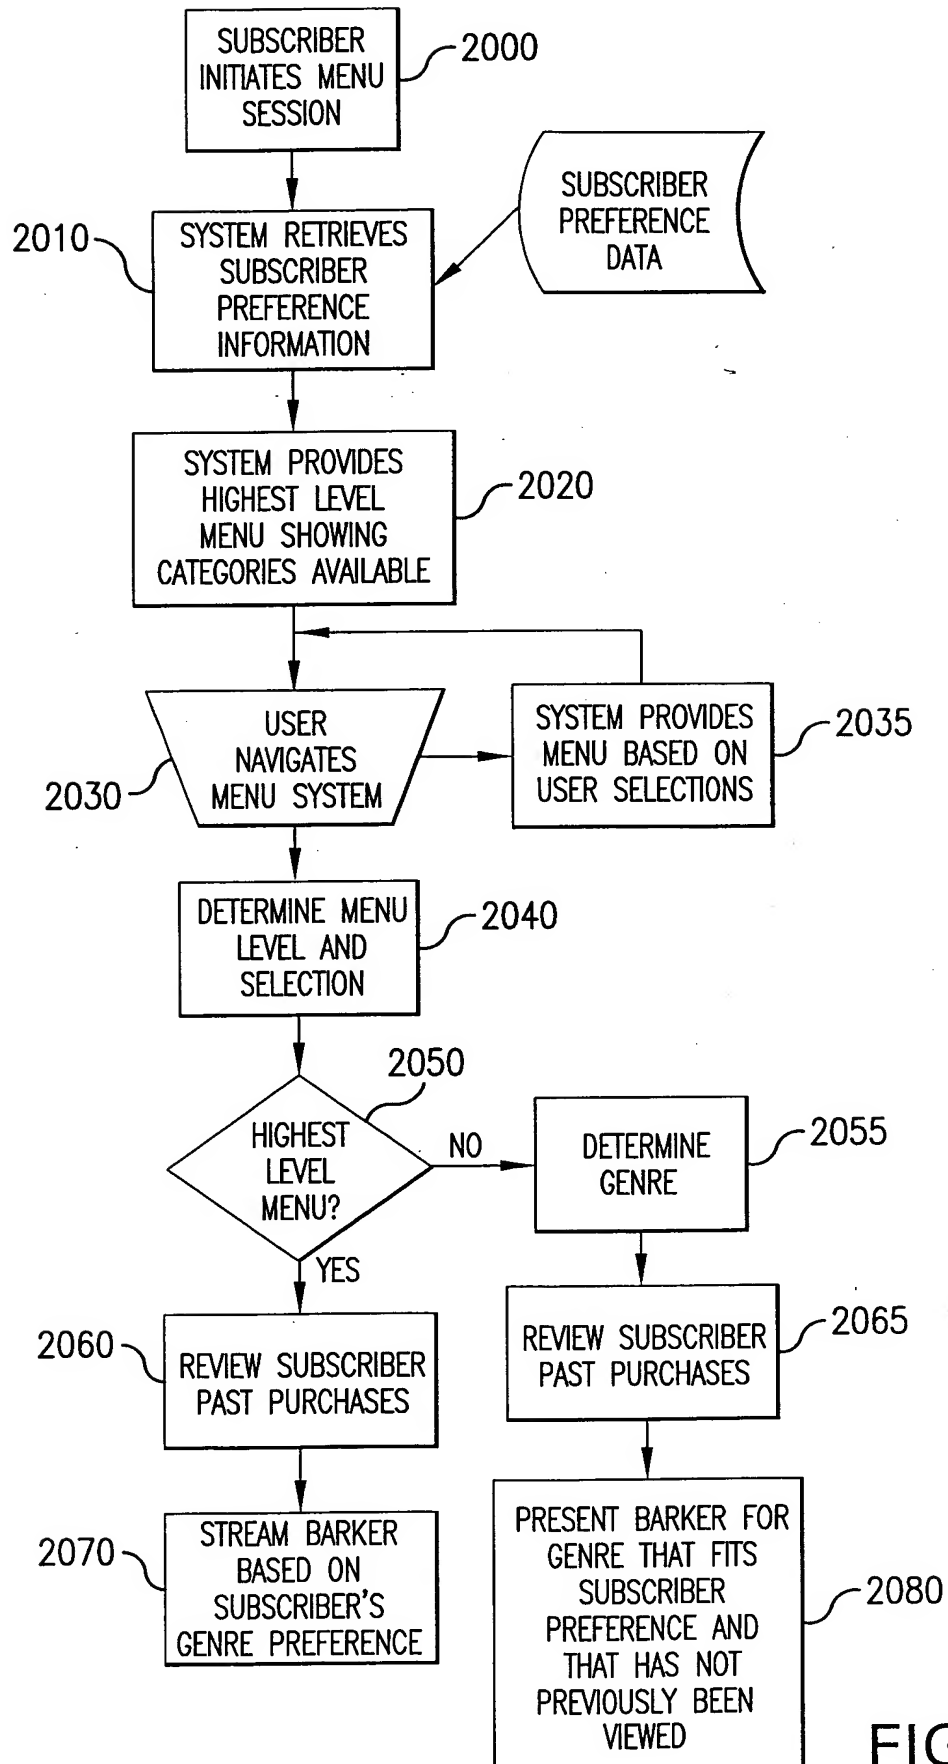 SUBSCRIBER
INITIATES MENU
SESSION
2000
SUBSCRIBER
PREFERENCE
DATA
2010
SYSTEM RETRIEVES
SUBSCRIBER
PREFERENCE
INFORMATION
SYSTEM PROVIDES
HIGHEST LEVEL
MENU SHOWING
CATEGORIES AVAILABLE
2020
USER
NAVIGATES
MENU SYSTEM
2030
SYSTEM PROVIDES
MENU BASED ON
USER SELECTIONS
2035
DETERMINE MENU
LEVEL AND
SELECTION
2040
2050
HIGHEST
LEVEL
MENU?
NO
YES
DETERMINE
GENRE
2055
2060
REVIEW SUBSCRIBER
PAST PURCHASES
REVIEW SUBSCRIBER
PAST PURCHASES
2065
2070
STREAM BARKER
BASED ON
SUBSCRIBER'S
GENRE PREFERENCE
PRESENT BARKER FOR
GENRE THAT FITS
SUBSCRIBER
PREFERENCE AND
THAT HAS NOT
PREVIOUSLY BEEN
VIEWED
2080
FIG